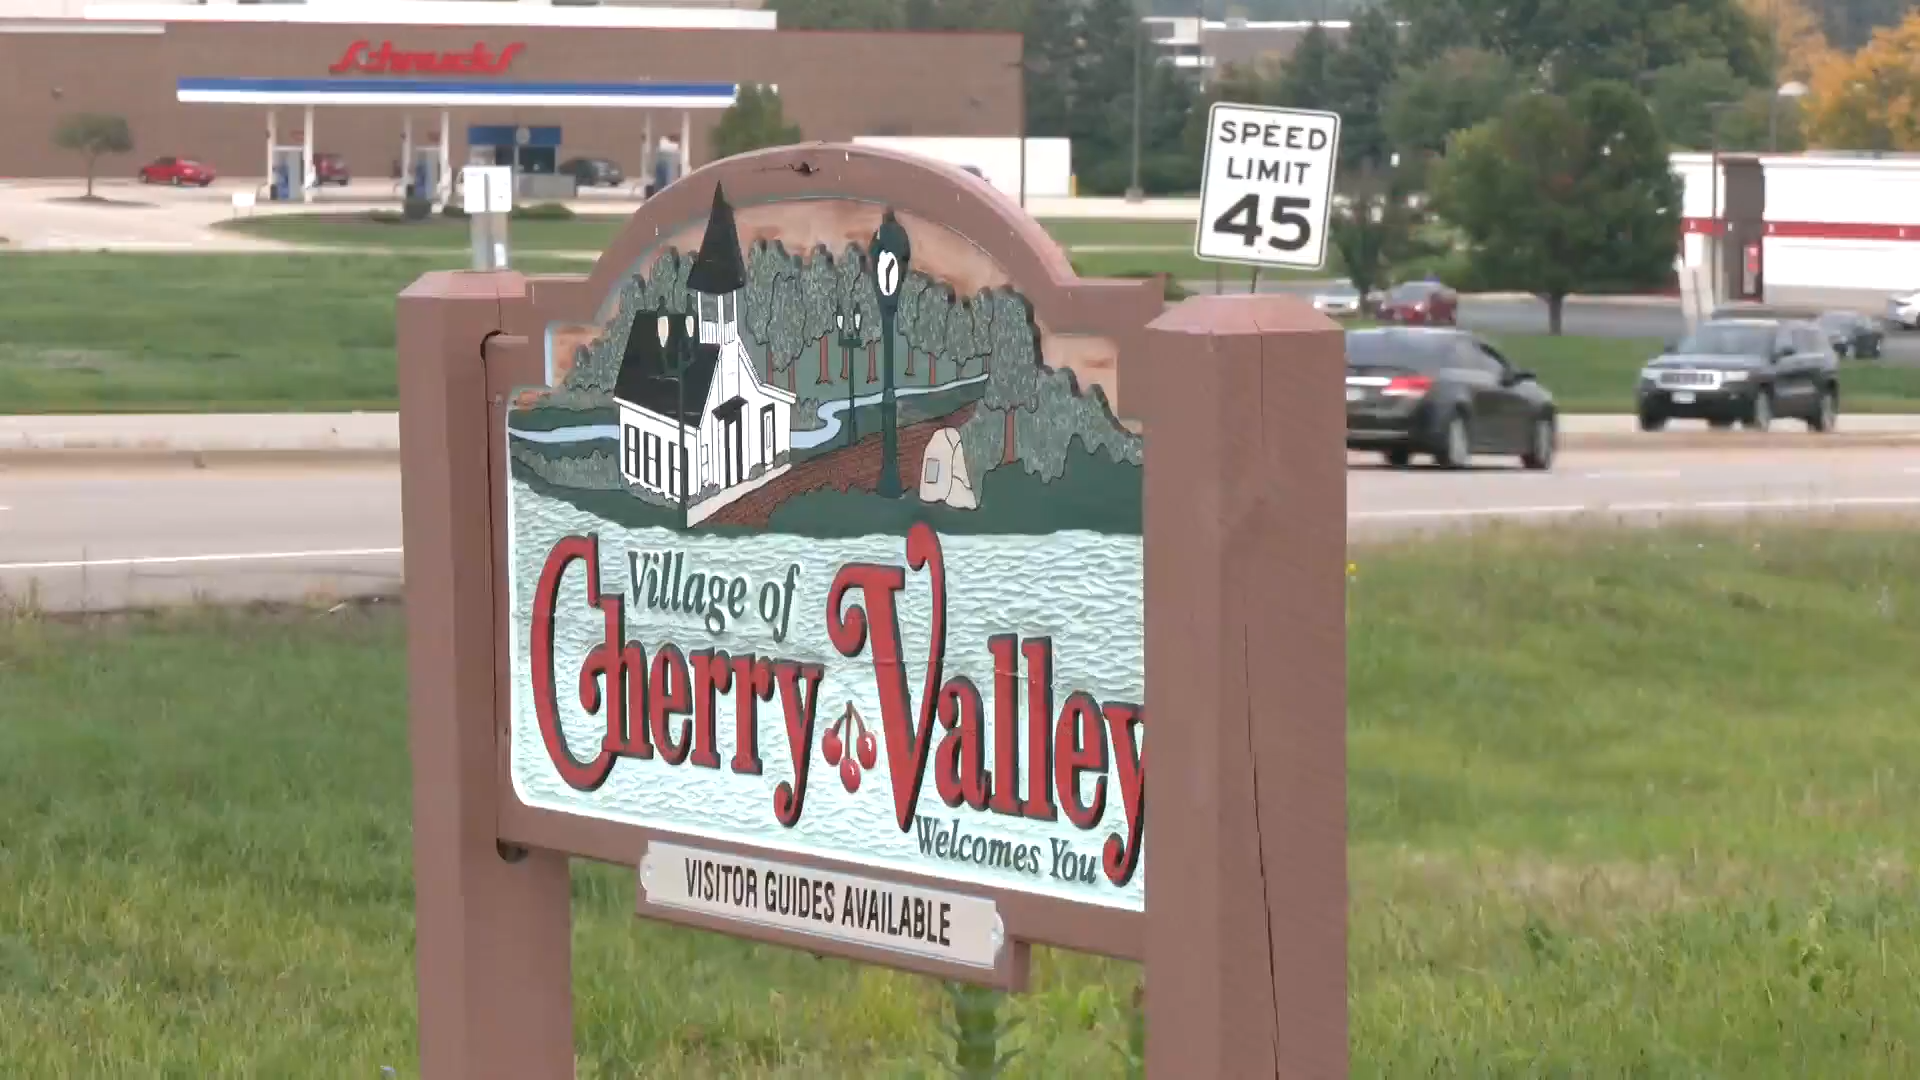 Schnucks
SPEED
LIMIT
45
Village of
Cherry Valley
Welcomes You
VISITOR GUIDES AVAILABLE